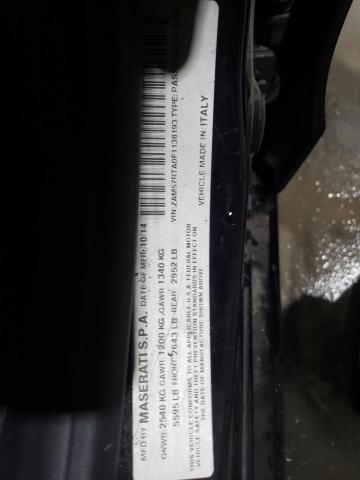 MFD BY MASERATI S.P.A. DATE OF MFR:10/14
GVWR 2540 KG GAWR: 1200 KG GAWR 1340 KG
5595 LB FRONT:2643 LB REAR 2952 LB
THIS VEHICLE CONFORMS TO ALL APPLICABLE U.S.A. FEDERAL MOTOR
VEHICLE SAFETY AND THEFT PREVENTION STANDARDS IN EFFECT ON
THE DATE OF MANUFACTURE SHOWN ABOVE
VIN:ZAM57RTA0F1138193 TYPE:PASSENGER CAR
VEHICLE MADE IN: ITALY